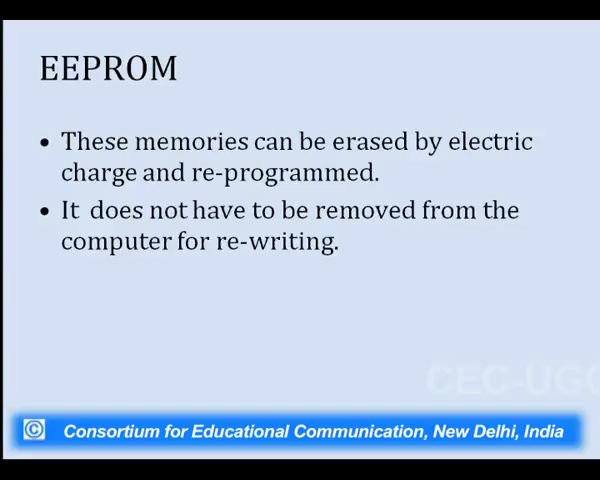 EEPROM
• These memories can be erased by electric
charge and re-programmed.
• It does not have to be removed from the
computer for re-writing.
CEC-UGC
© Consortium for Educational Communication, New Delhi, India